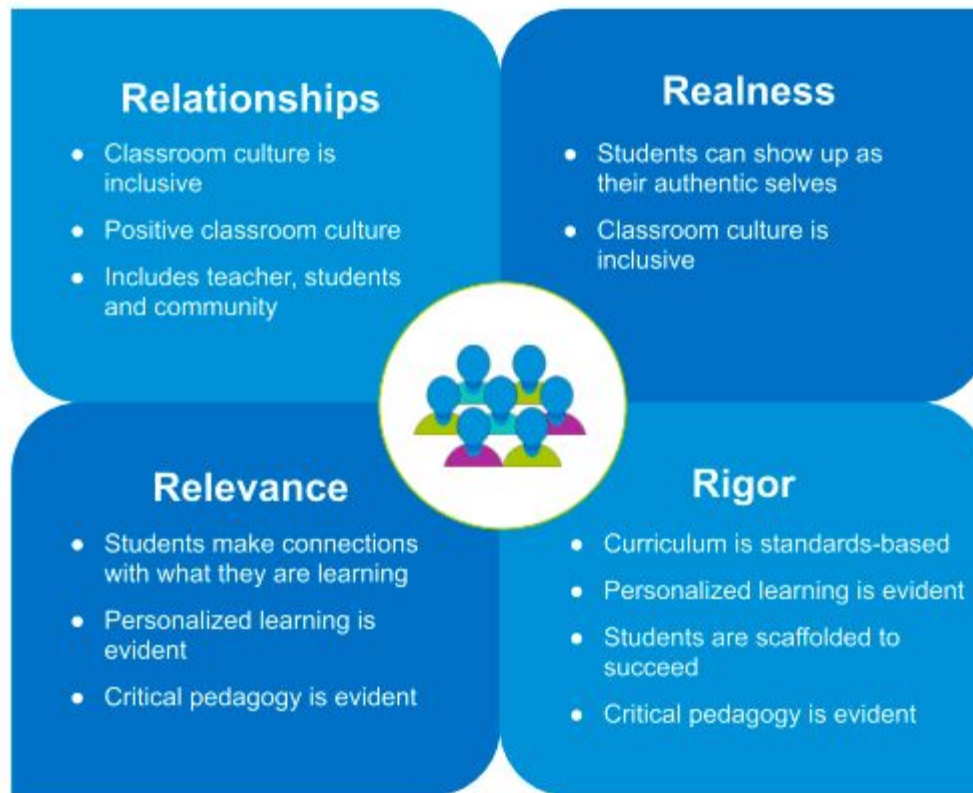 Relationships
● Classroom culture is
inclusive
● Positive classroom culture
● Includes teacher, students
and community
Realness
● Students can show up as
their authentic selves
● Classroom culture is
inclusive
Relevance
● Students make connections
with what they are learning
● Personalized learning is
evident
● Critical pedagogy is evident
Rigor
● Curriculum is standards-based
● Personalized learning is evident
● Students are scaffolded to
succeed
● Critical pedagogy is evident